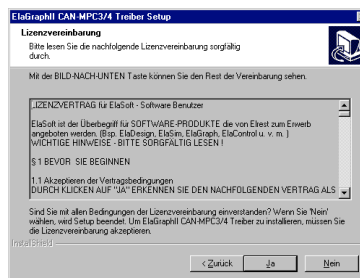 ElaGraphII CAN-MPC3/4 Treiber Setup
Lizenzvereinbarung
Bitte lesen Sie die nachfolgende Lizenzvereinbarung sorgfältig
durch.
Mit der BILD-NACH-UNTEN Taste können Sie den Rest der Vereinbarung sehen.
LIZENZVERTRAG für ElaSoft - Software Benutzer
ElaSoft ist der Überbegriff für SOFTWARE-PRODUKTE die von Elrest zum Erwerb
angeboten werden. (Bsp. ElaDesign, ElaSim, ElaGraph, ElaControl u. v. m. )
WICHTIGE HINWEISE - BITTE SORGFÄLTIG LESEN !
§ 1 BEVOR SIE BEGINNEN
1.1 Akzeptieren der Vertragsbedingungen
DURCH KLICKEN AUF "JA" ERKENNEN SIE DEN NACHFOLGENDEN VERTRAG ALS
Sind Sie mit allen Bedingungen der Lizenzvereinbarung einverstanden? Wenn Sie 'Nein'
wählen, wird Setup beendet. Um ElaGraphII CAN-MPC3/4 Treiber zu installieren, müssen Sie
die Lizenzvereinbarung akzeptieren.
InstallShield
< Zurück Ja Nein